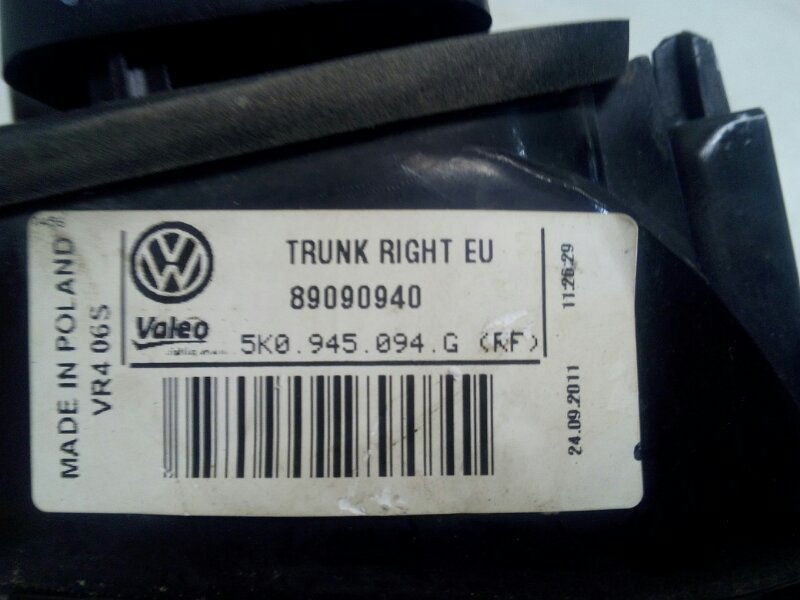 TRUNK RIGHT EU
89090940
Valeo
5K0.945.094.G (RF)
MADE IN POLAND
VR4 06S
11:26:29
24.09.2011